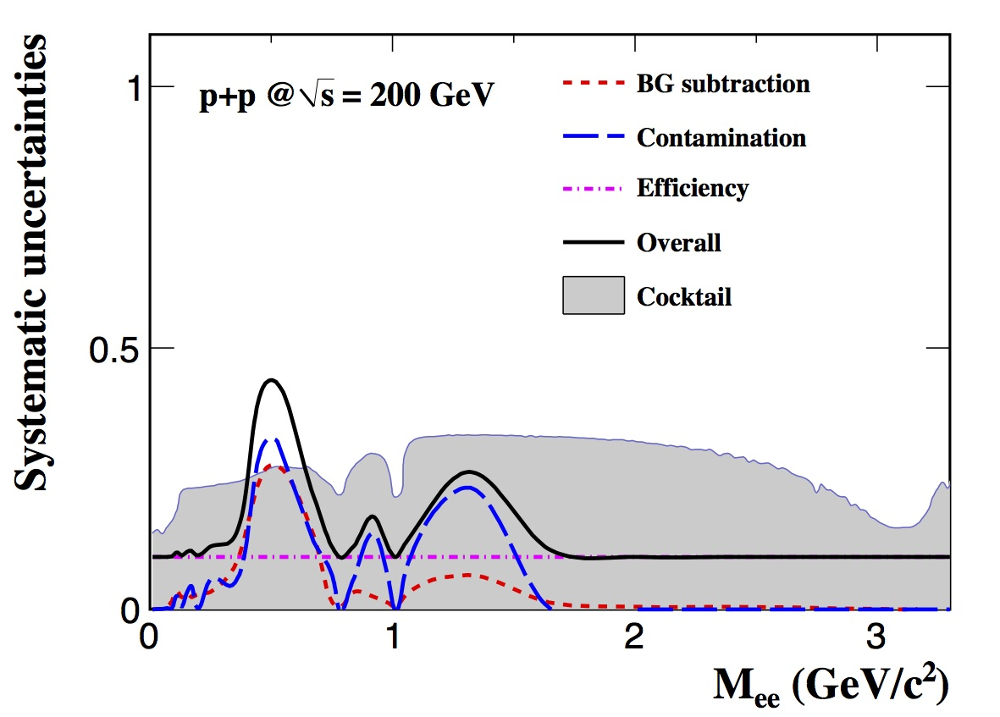 Systematic uncertainties
p+p @√s = 200 GeV
BG subtraction
Contamination
Efficiency
Overall
Cocktail
1
0.5
0
0 1 2 3
Mee (GeV/c²)